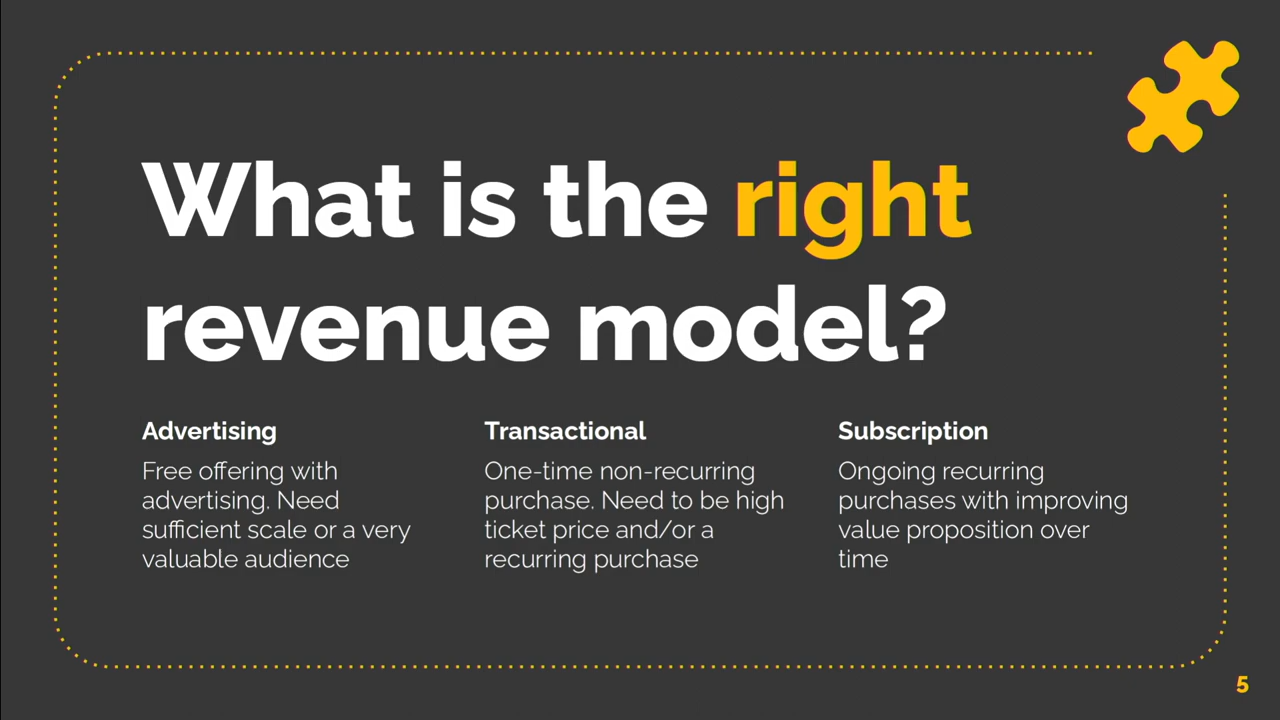 What is the right
revenue model?
Advertising
Free offering with
advertising. Need
sufficient scale or a very
valuable audience
Transactional
One-time non-recurring
purchase. Need to be high
ticket price and/or a
recurring purchase
Subscription
Ongoing recurring
purchases with improving
value proposition over
time
5